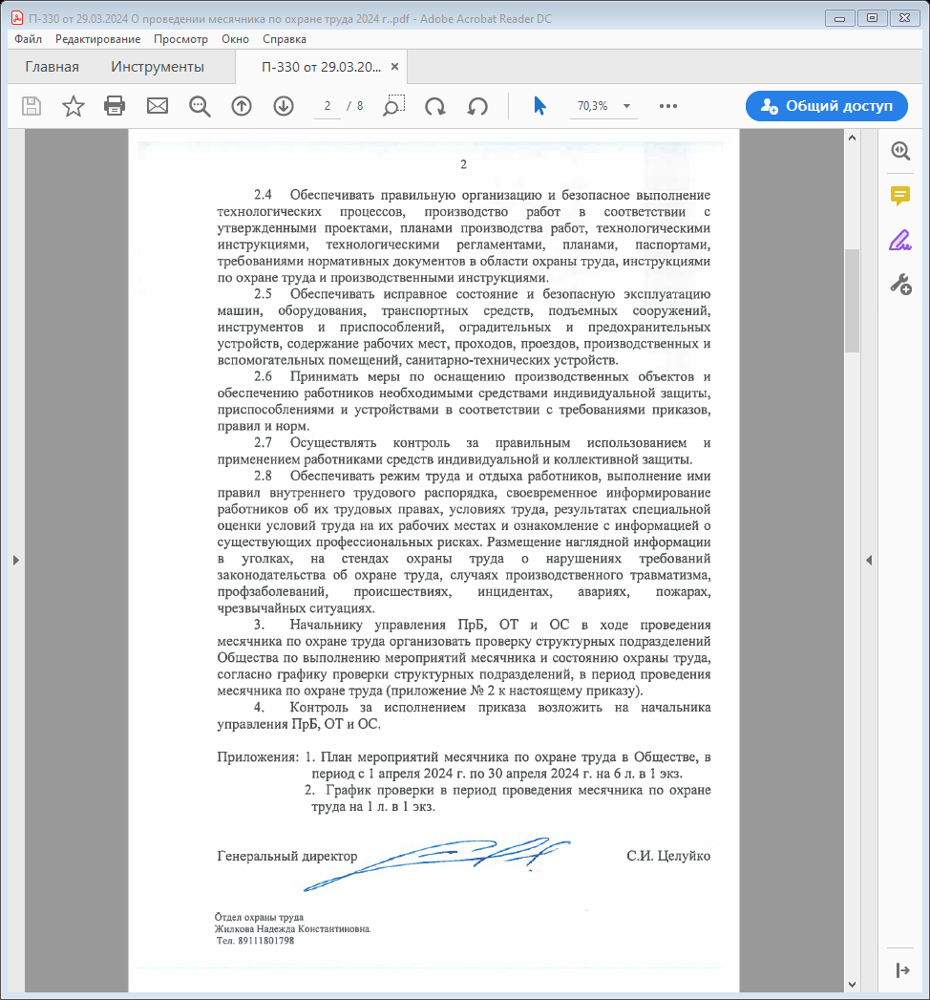 П-330 от 29.03.2024 О проведении месячника по охране труда 2024 г..pdf - Adobe Acrobat Reader DC
Файл Редактирование Просмотр Окно Справка
Главная Инструменты П-330 от 29.03.20... ×
2 / 8 70,3% Общий доступ
2
2.4 Обеспечивать правильную организацию и безопасное выполнение
технологических процессов, производство работ в соответствии с
утвержденными проектами, планами производства работ, технологическими
инструкциями, технологическими регламентами, планами, паспортами,
требованиями нормативных документов в области охраны труда, инструкциями
по охране труда и производственными инструкциями.
2.5 Обеспечивать исправное состояние и безопасную эксплуатацию
машин, оборудования, транспортных средств, подъемных сооружений,
инструментов и приспособлений, оградительных и предохранительных
устройств, содержание рабочих мест, проходов, проездов, производственных и
вспомогательных помещений, санитарно-технических устройств.
2.6 Принимать меры по оснащению производственных объектов и
обеспечению работников необходимыми средствами индивидуальной защиты,
приспособлениями и устройствами в соответствии с требованиями приказов,
правил и норм.
2.7 Осуществлять контроль за правильным использованием и
применением работниками средств индивидуальной и коллективной защиты.
2.8 Обеспечивать режим труда и отдыха работников, выполнение ими
правил внутреннего трудового распорядка, своевременное информирование
работников об их трудовых правах, условиях труда, результатах специальной
оценки условий труда на их рабочих местах и ознакомление с информацией о
существующих профессиональных рисках. Размещение наглядной информации
в уголках, на стендах охраны труда о нарушениях требований
законодательства об охране труда, случаях производственного травматизма,
профзаболеваний, происшествиях, инцидентах, авариях, пожарах,
чрезвычайных ситуациях.
3. Начальнику управления ПрБ, ОТ и ОС в ходе проведения
месячника по охране труда организовать проверку структурных подразделений
Общества по выполнению мероприятий месячника и состоянию охраны труда,
согласно графику проверки структурных подразделений, в период проведения
месячника по охране труда (приложение № 2 к настоящему приказу).
4. Контроль за исполнением приказа возложить на начальника
управления ПрБ, ОТ и ОС.
Приложения: 1. План мероприятий месячника по охране труда в Обществе, в
период с 1 апреля 2024 г. по 30 апреля 2024 г. на 6 л. в 1 экз.
2. График проверки в период проведения месячника по охране
труда на 1 л. в 1 экз.
Генеральный директор С.И. Целуйко
Отдел охраны труда
Жилкова Надежда Константиновна
Тел. 89111801798